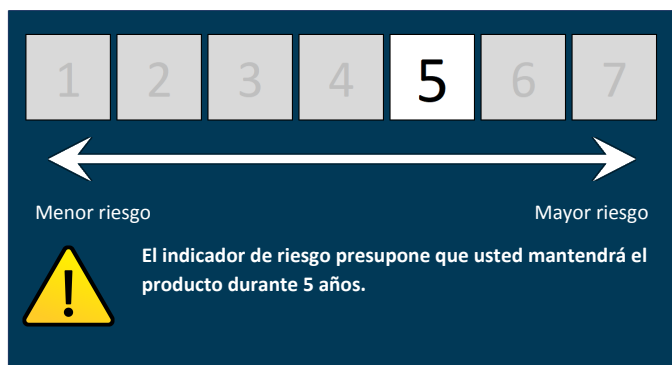 1 2 3 4 5 6 7
Menor riesgo Mayor riesgo
El indicador de riesgo presupone que usted mantendrá el
producto durante 5 años.